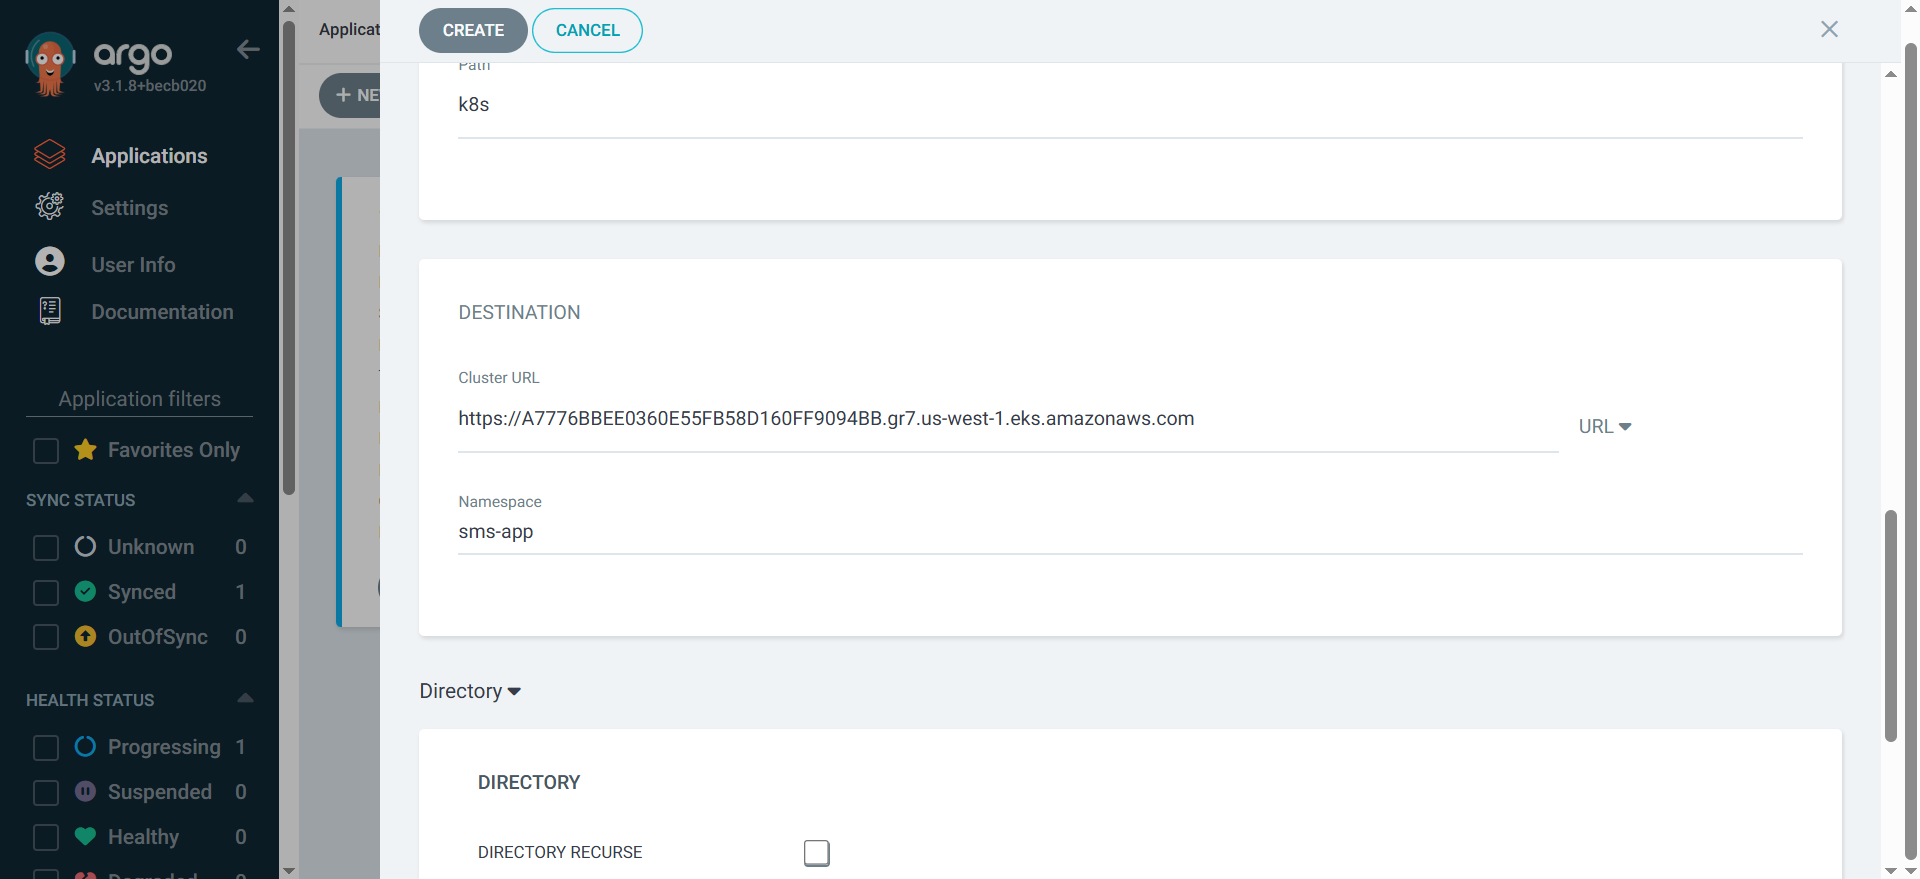 argo
v3.1.8+becb020
Applications
Settings
User Info
Documentation
Application filters
Favorites Only
SYNC STATUS
Unknown 0
Synced 1
OutOfSync 0
HEALTH STATUS
Progressing 1
Suspended 0
Healthy 0
Applicat
+ NE
CREATE CANCEL
Path
k8s
DESTINATION
Cluster URL
https://A7776BBEE0360E55FB58D160FF9094BB.gr7.us-west-1.eks.amazonaws.com
URL
Namespace
sms-app
Directory
DIRECTORY
DIRECTORY RECURSE